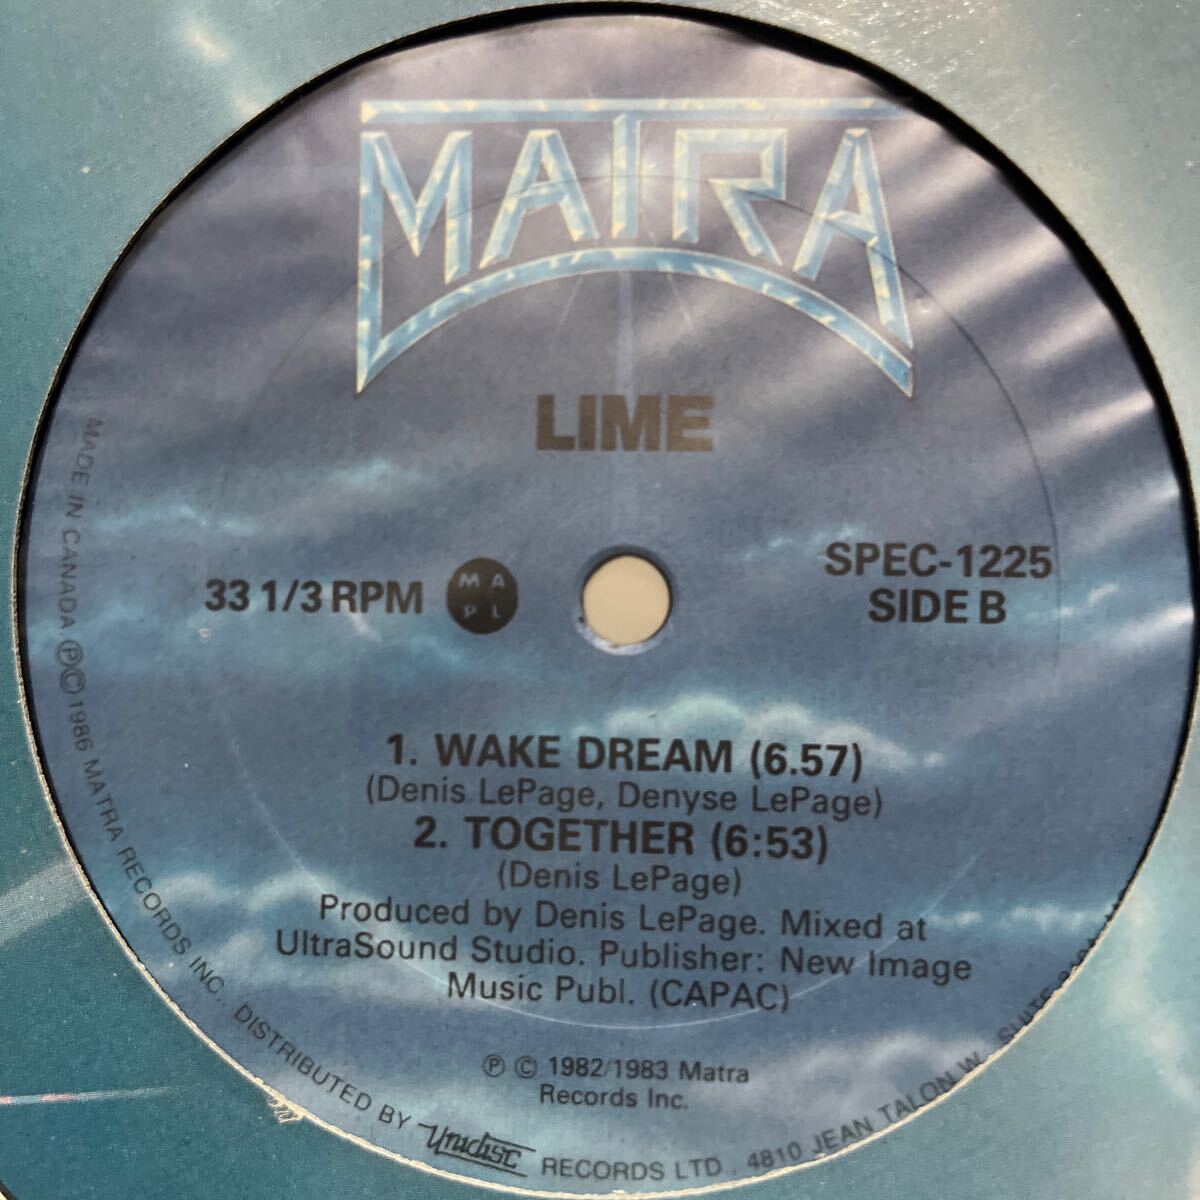 MATRA
LIME
33 1/3 RPM
MAPL
SPEC-1225
SIDE B
1. WAKE DREAM (6.57)
(Denis LePage, Denyse LePage)
2. TOGETHER (6:53)
(Denis LePage)
Produced by Denis LePage. Mixed at
UltraSound Studio. Publisher: New Image
Music Publ. (CAPAC)
Ⓟ © 1982/1983 Matra
Records Inc.
MADE IN CANADA Ⓟ© 1986 MATRA RECORDS INC., DISTRIBUTED BY Unidisc RECORDS LTD., 4810 JEAN TALON W. SUITE